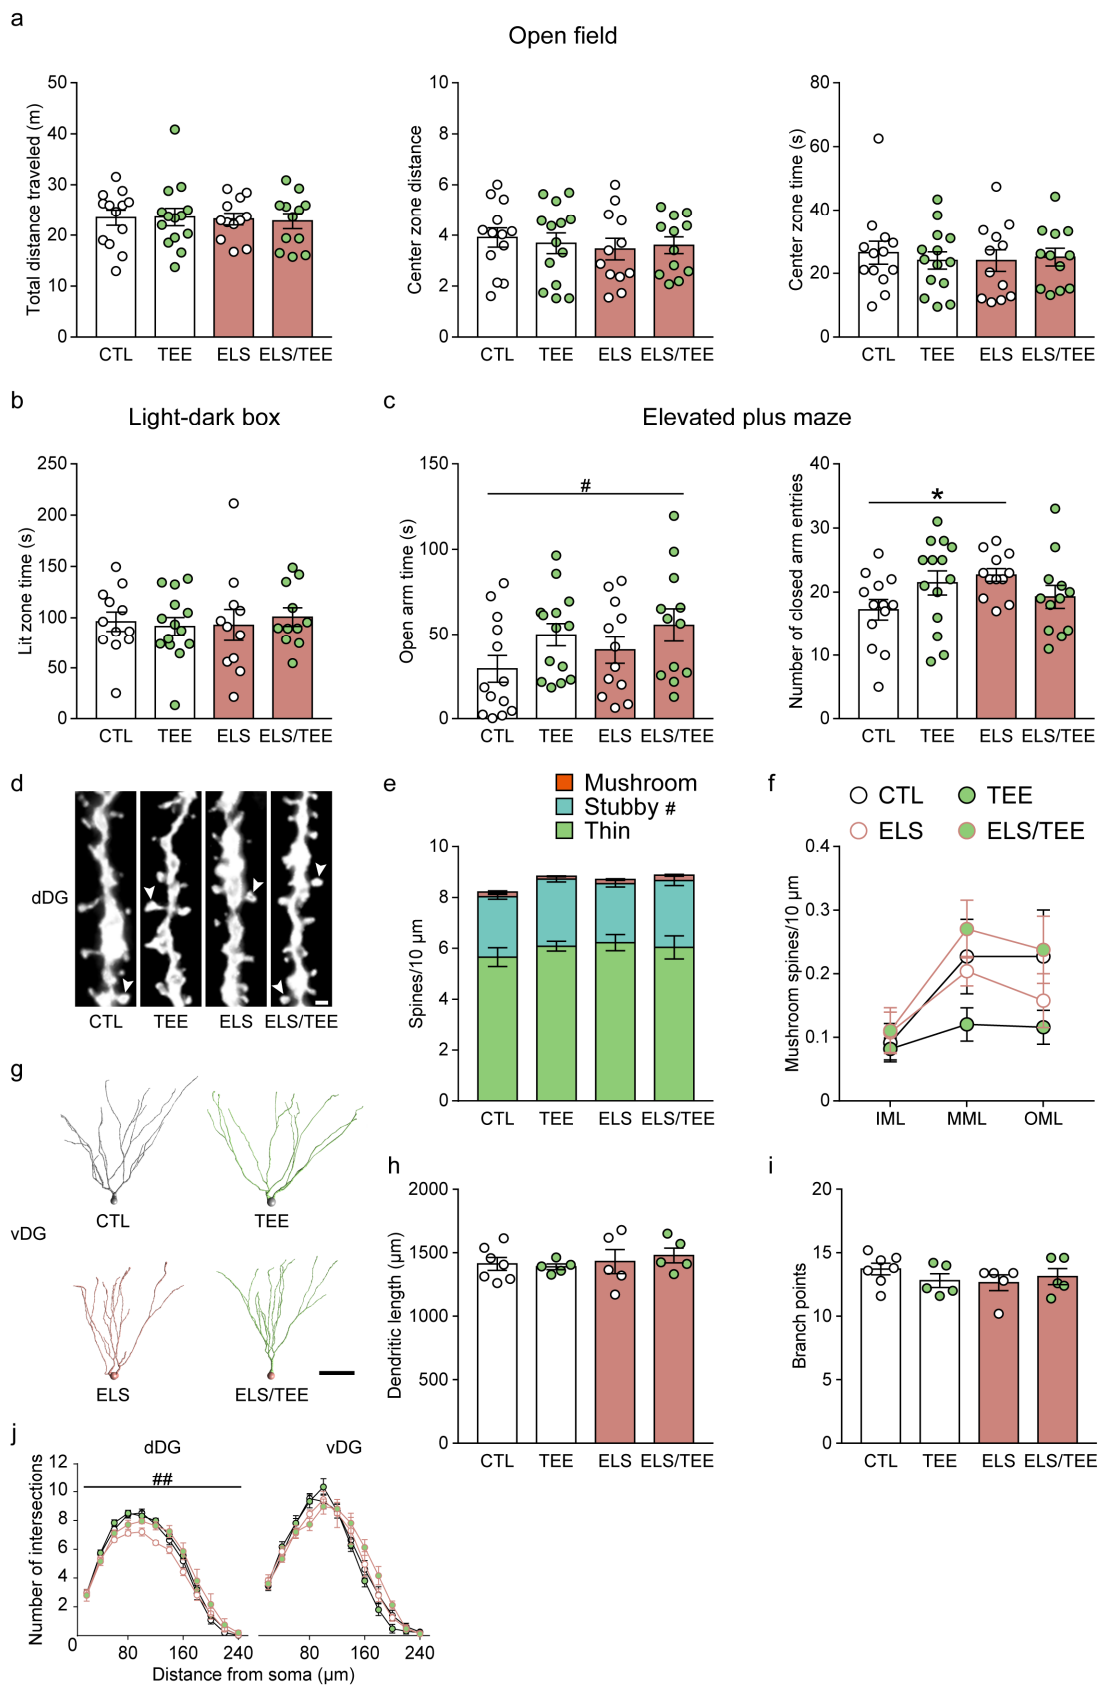 a
Open field
Total distance traveled (m)
50
40
30
20
10
0
CTL TEE ELS ELS/TEE
Center zone distance
10
8
6
4
2
0
CTL TEE ELS ELS/TEE
Center zone time (s)
80
60
40
20
0
CTL TEE ELS ELS/TEE
b
Light-dark box
Lit zone time (s)
250
200
150
100
50
0
CTL TEE ELS ELS/TEE
c
Elevated plus maze
Open arm time (s)
150
100
50
0
#
CTL TEE ELS ELS/TEE
Number of closed arm entries
40
30
20
10
0
*
CTL TEE ELS ELS/TEE
d
dDG
CTL TEE ELS ELS/TEE
e
Mushroom
Stubby #
Thin
Spines/10 µm
10
8
6
4
2
0
CTL TEE ELS ELS/TEE
f
CTL TEE
ELS ELS/TEE
Mushroom spines/10 µm
0.4
0.3
0.2
0.1
0
IML MML OML
g
CTL TEE
vDG
ELS ELS/TEE
h
Dendritic length (µm)
2000
1500
1000
500
0
CTL TEE ELS ELS/TEE
i
Branch points
20
15
10
5
0
CTL TEE ELS ELS/TEE
j
dDG vDG
##
Number of intersections
12
10
8
6
4
2
0
80 160 240 80 160 240
Distance from soma (µm)